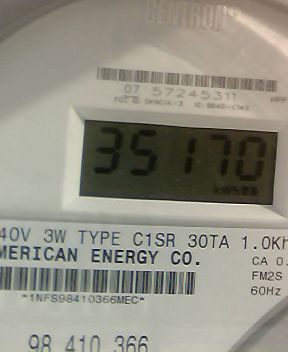 CENTRON®
07 57245311
35170
kWh
40V 3W TYPE C1SR 30TA 1.0Kh
MERICAN ENERGY CO.
CA 0.
FM2S
60Hz
*1NFS98410366MEC*
98 410 366